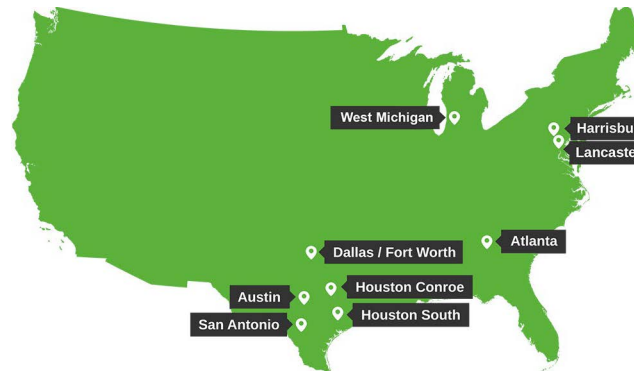 West Michigan
Harrisbu
Lancaste
Atlanta
Dallas / Fort Worth
Houston Conroe
Austin
Houston South
San Antonio